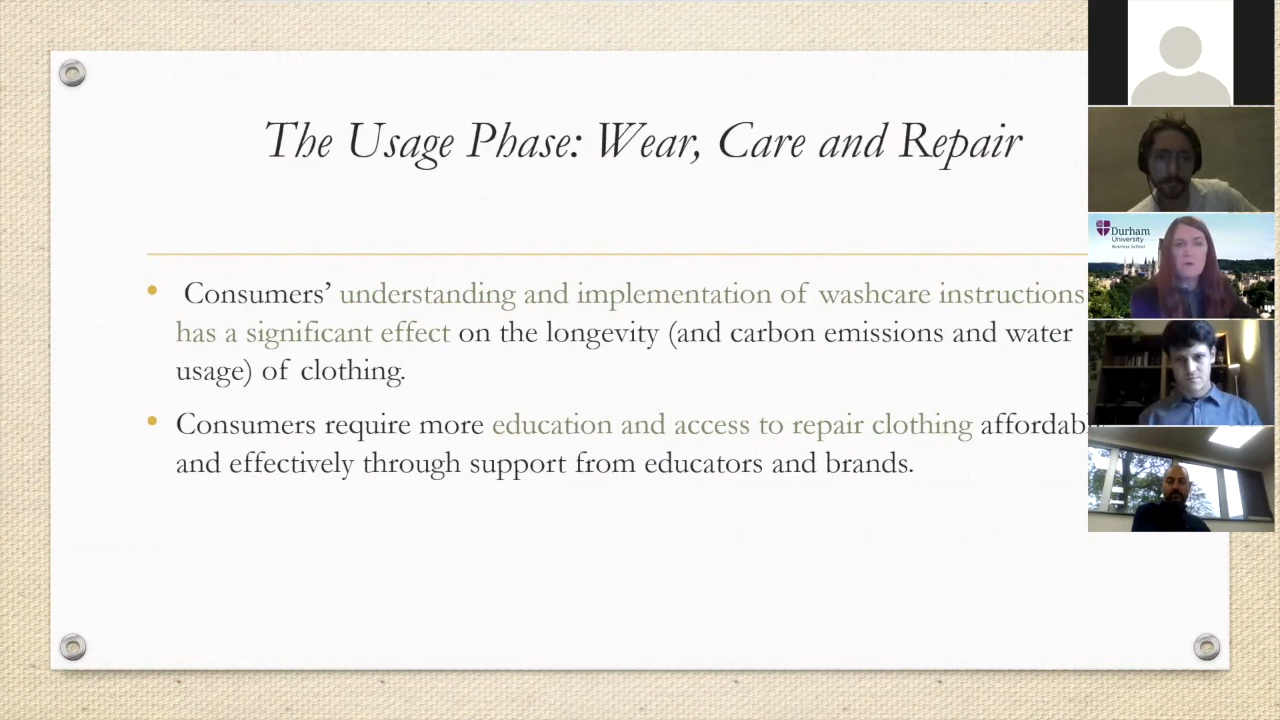 The Usage Phase: Wear, Care and Repair
Consumers’ understanding and implementation of washcare instructions
has a significant effect on the longevity (and carbon emissions and water
usage) of clothing.
Consumers require more education and access to repair clothing affordably
and effectively through support from educators and brands.
Durham
University
Business School